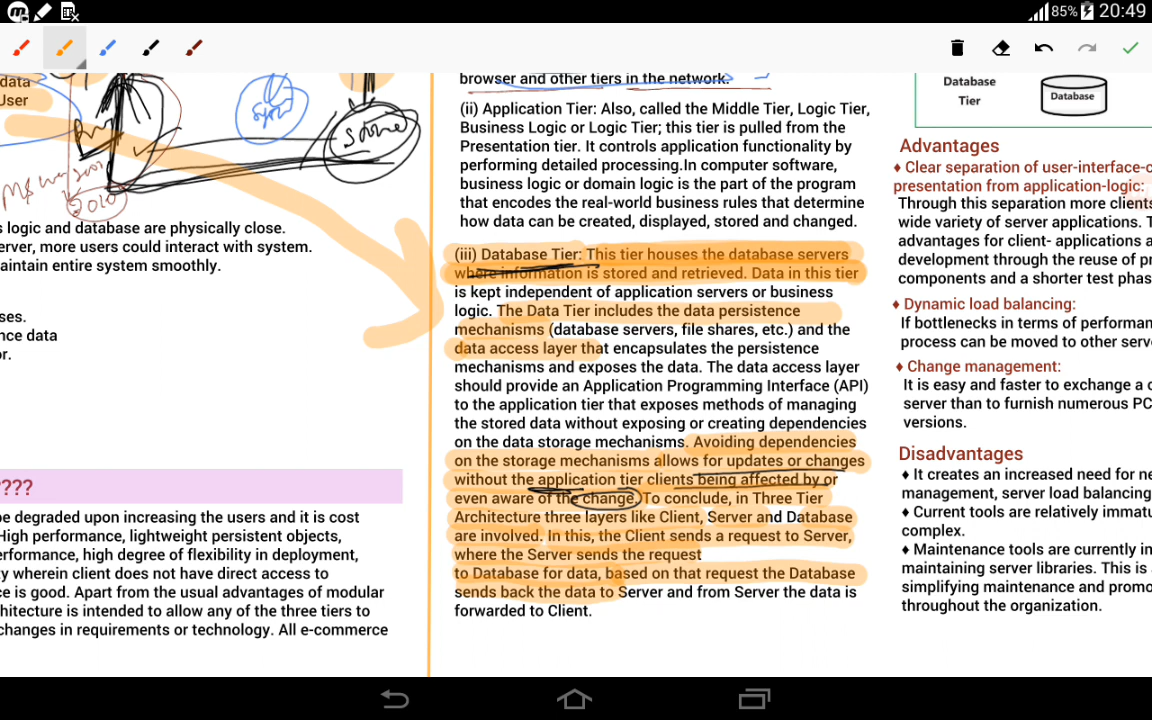 85%
20:49
data
User
Syst
store
2000
5020
s logic and database are physically close.
erver, more users could interact with system.
aintain entire system smoothly.
ses.
nce data
or.
????
be degraded upon increasing the users and it is cost
High performance, lightweight persistent objects,
erformance, high degree of flexibility in deployment,
ty wherein client does not have direct access to
ce is good. Apart from the usual advantages of modular
hitecture is intended to allow any of the three tiers to
changes in requirements or technology. All e-commerce
browser and other tiers in the network.
(ii) Application Tier: Also, called the Middle Tier, Logic Tier,
Business Logic or Logic Tier; this tier is pulled from the
Presentation tier. It controls application functionality by
performing detailed processing.In computer software,
business logic or domain logic is the part of the program
that encodes the real-world business rules that determine
how data can be created, displayed, stored and changed.
(iii) Database Tier: This tier houses the database servers
where information is stored and retrieved. Data in this tier
is kept independent of application servers or business
logic. The Data Tier includes the data persistence
mechanisms (database servers, file shares, etc.) and the
data access layer that encapsulates the persistence
mechanisms and exposes the data. The data access layer
should provide an Application Programming Interface (API)
to the application tier that exposes methods of managing
the stored data without exposing or creating dependencies
on the data storage mechanisms. Avoiding dependencies
on the storage mechanisms allows for updates or changes
without the application tier clients being affected by or
even aware of the change. To conclude, in Three Tier
Architecture three layers like Client, Server and Database
are involved. In this, the Client sends a request to Server,
where the Server sends the request
to Database for data, based on that request the Database
sends back the data to Server and from Server the data is
forwarded to Client.
Database
Tier
Database
Advantages
♦ Clear separation of user-interface-c
presentation from application-logic:
Through this separation more clients
wide variety of server applications. T
advantages for client- applications a
development through the reuse of pr
components and a shorter test phas
♦ Dynamic load balancing:
If bottlenecks in terms of performan
process can be moved to other serv
♦ Change management:
It is easy and faster to exchange a c
server than to furnish numerous PC
versions.
Disadvantages
♦ It creates an increased need for ne
management, server load balancing
♦ Current tools are relatively immatu
complex.
♦ Maintenance tools are currently in
maintaining server libraries. This is
simplifying maintenance and promo
throughout the organization.